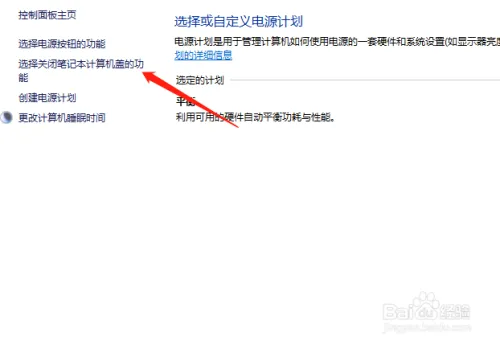 控制面板主页
选择电源按钮的功能
选择关闭笔记本计算机盖的功
能
创建电源计划
更改计算机睡眠时间
选择或自定义电源计划
电源计划是用于管理计算机如何使用电源的一套硬件和系统设置(如显示器亮度
划的详细信息
选定的计划
平衡
利用可用的硬件自动平衡功耗与性能。
Baidu经验
jingyan.baidu.com